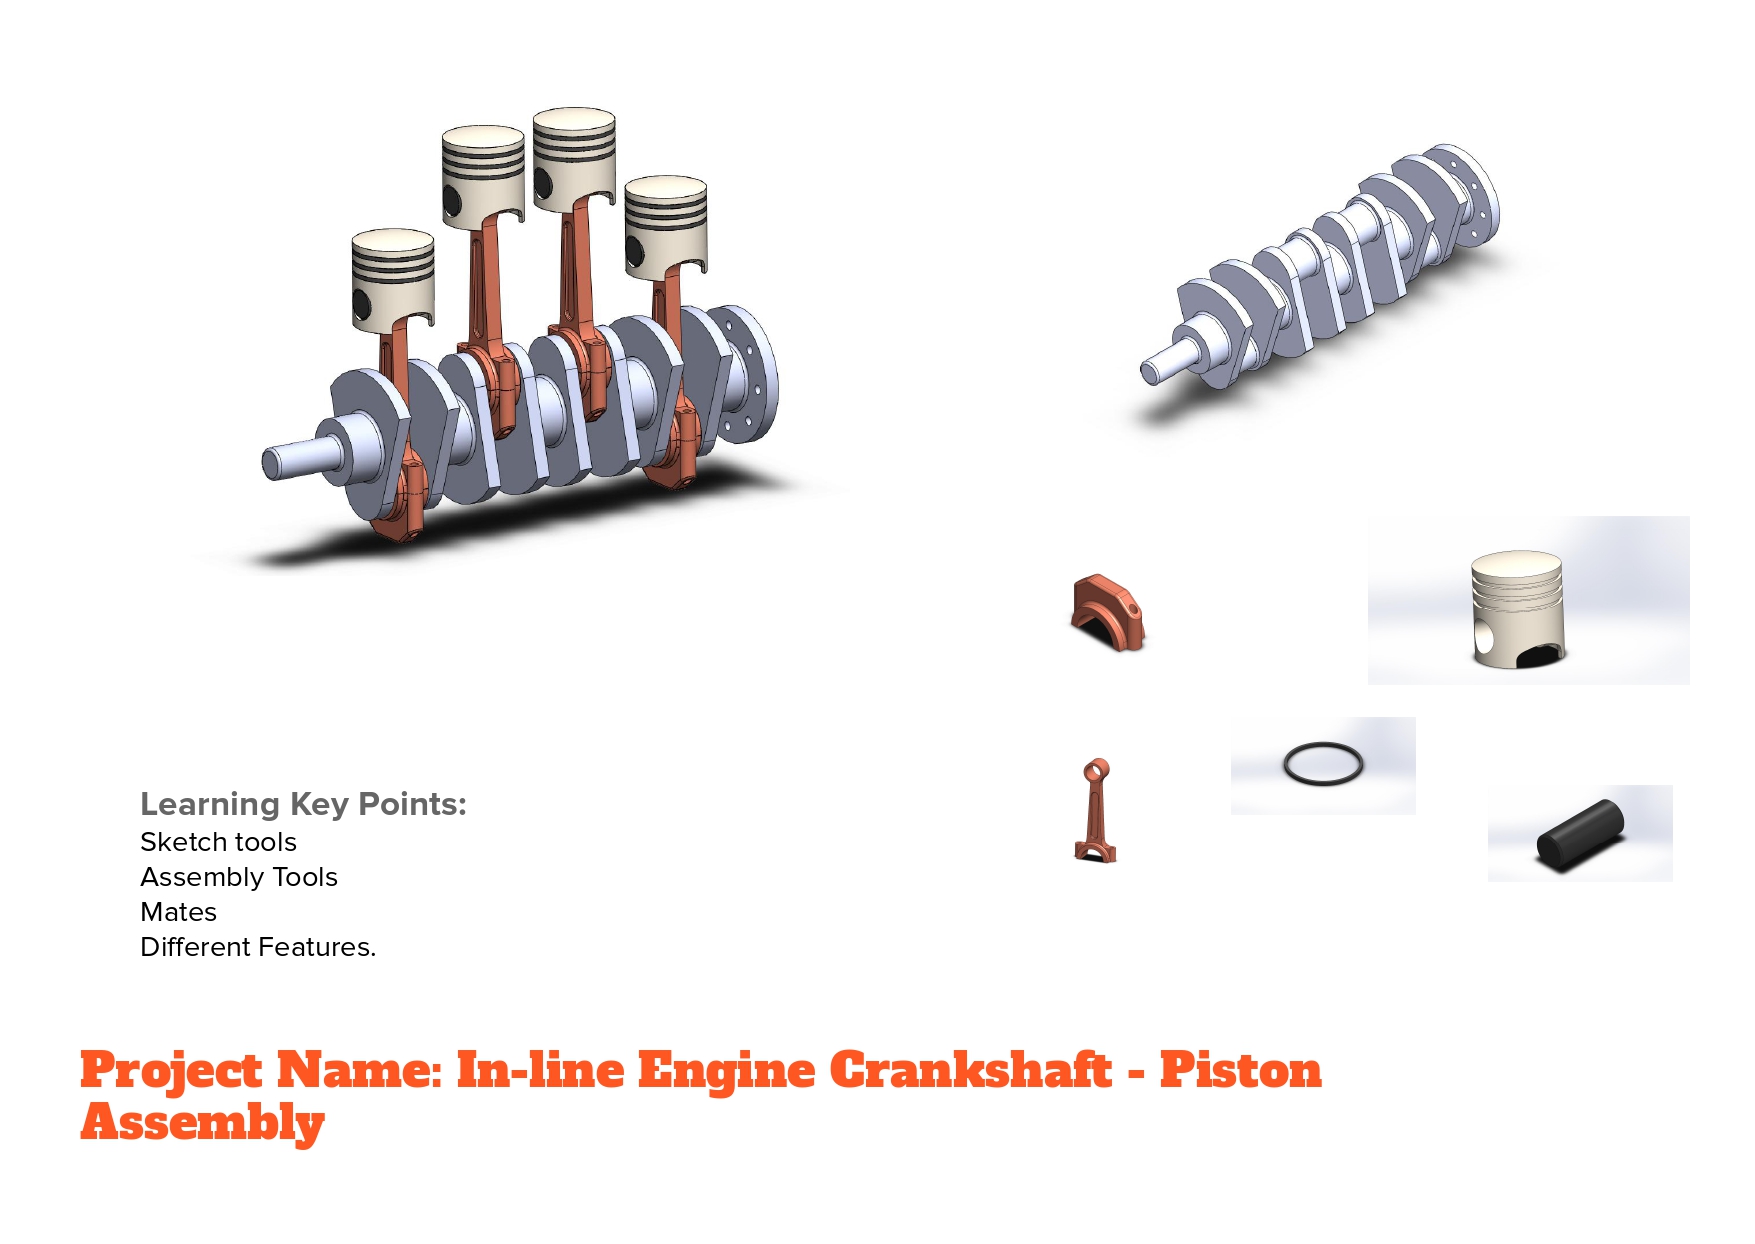 Learning Key Points:
Sketch tools
Assembly Tools
Mates
Different Features.
Project Name: In-line Engine Crankshaft - Piston
Assembly